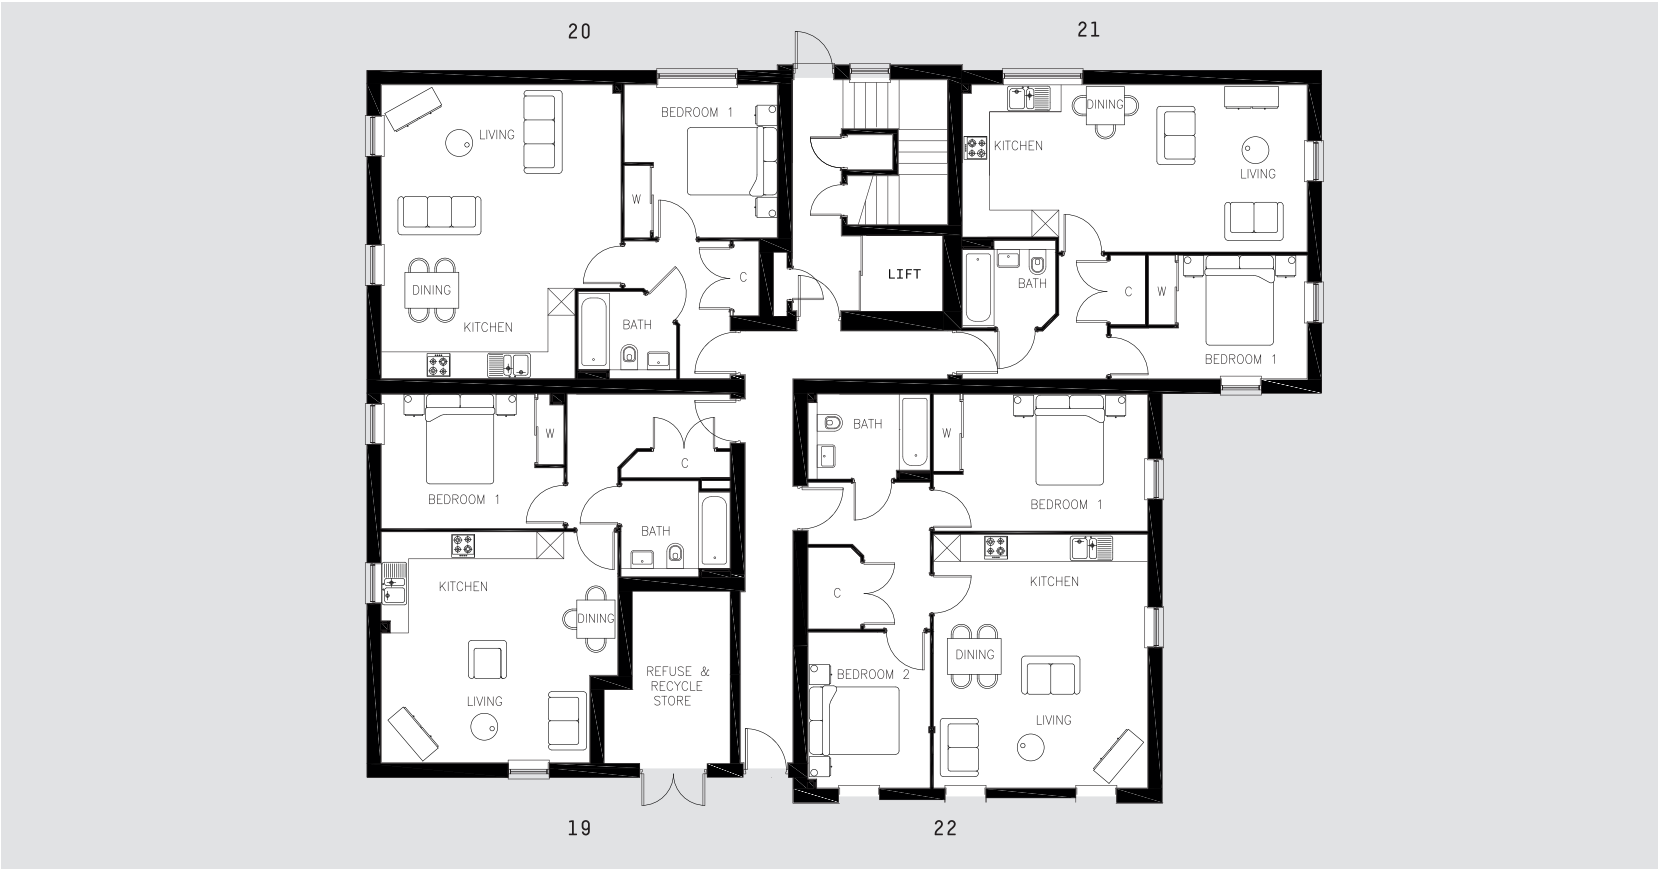 20
21
LIVING
BEDROOM 1
W
DINING
KITCHEN
BATH
C
LIFT
DINING
KITCHEN
LIVING
BATH
C
W
BEDROOM 1
W
BEDROOM 1
C
BATH
KITCHEN
DINING
LIVING
REFUSE &
RECYCLE
STORE
BATH
W
BEDROOM 1
C
KITCHEN
DINING
BEDROOM 2
LIVING
19
22